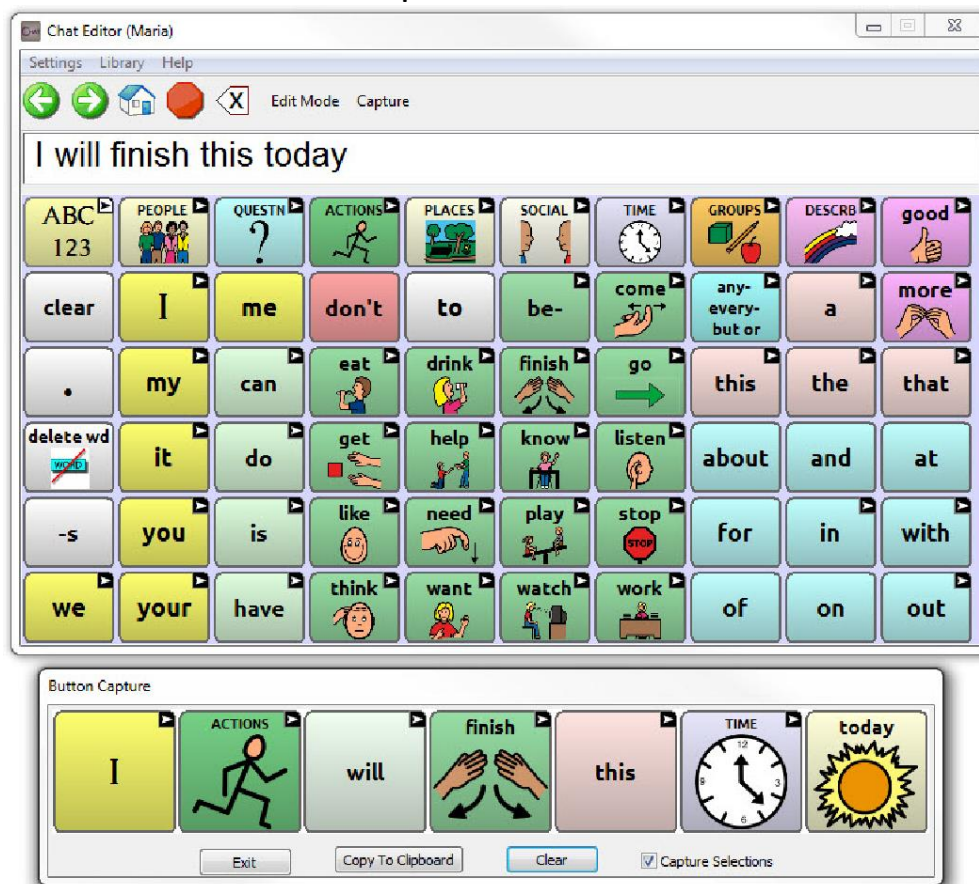 Chat Editor (Maria)
Settings Library Help
X Edit Mode Capture
I will finish this today
ABC 123 PEOPLE QUESTN ? ACTIONS PLACES SOCIAL TIME GROUPS DESCRB good
clear I me don't to be- come any- every- but or a more
. my can eat drink finish go this the that
delete wd WORD it do get help know listen about and at
-s you is like need play stop STOP for in with
we your have think want watch work of on out
Button Capture
I ACTIONS will finish this TIME 12 3 6 9 today
Exit Copy To Clipboard Clear Capture Selections